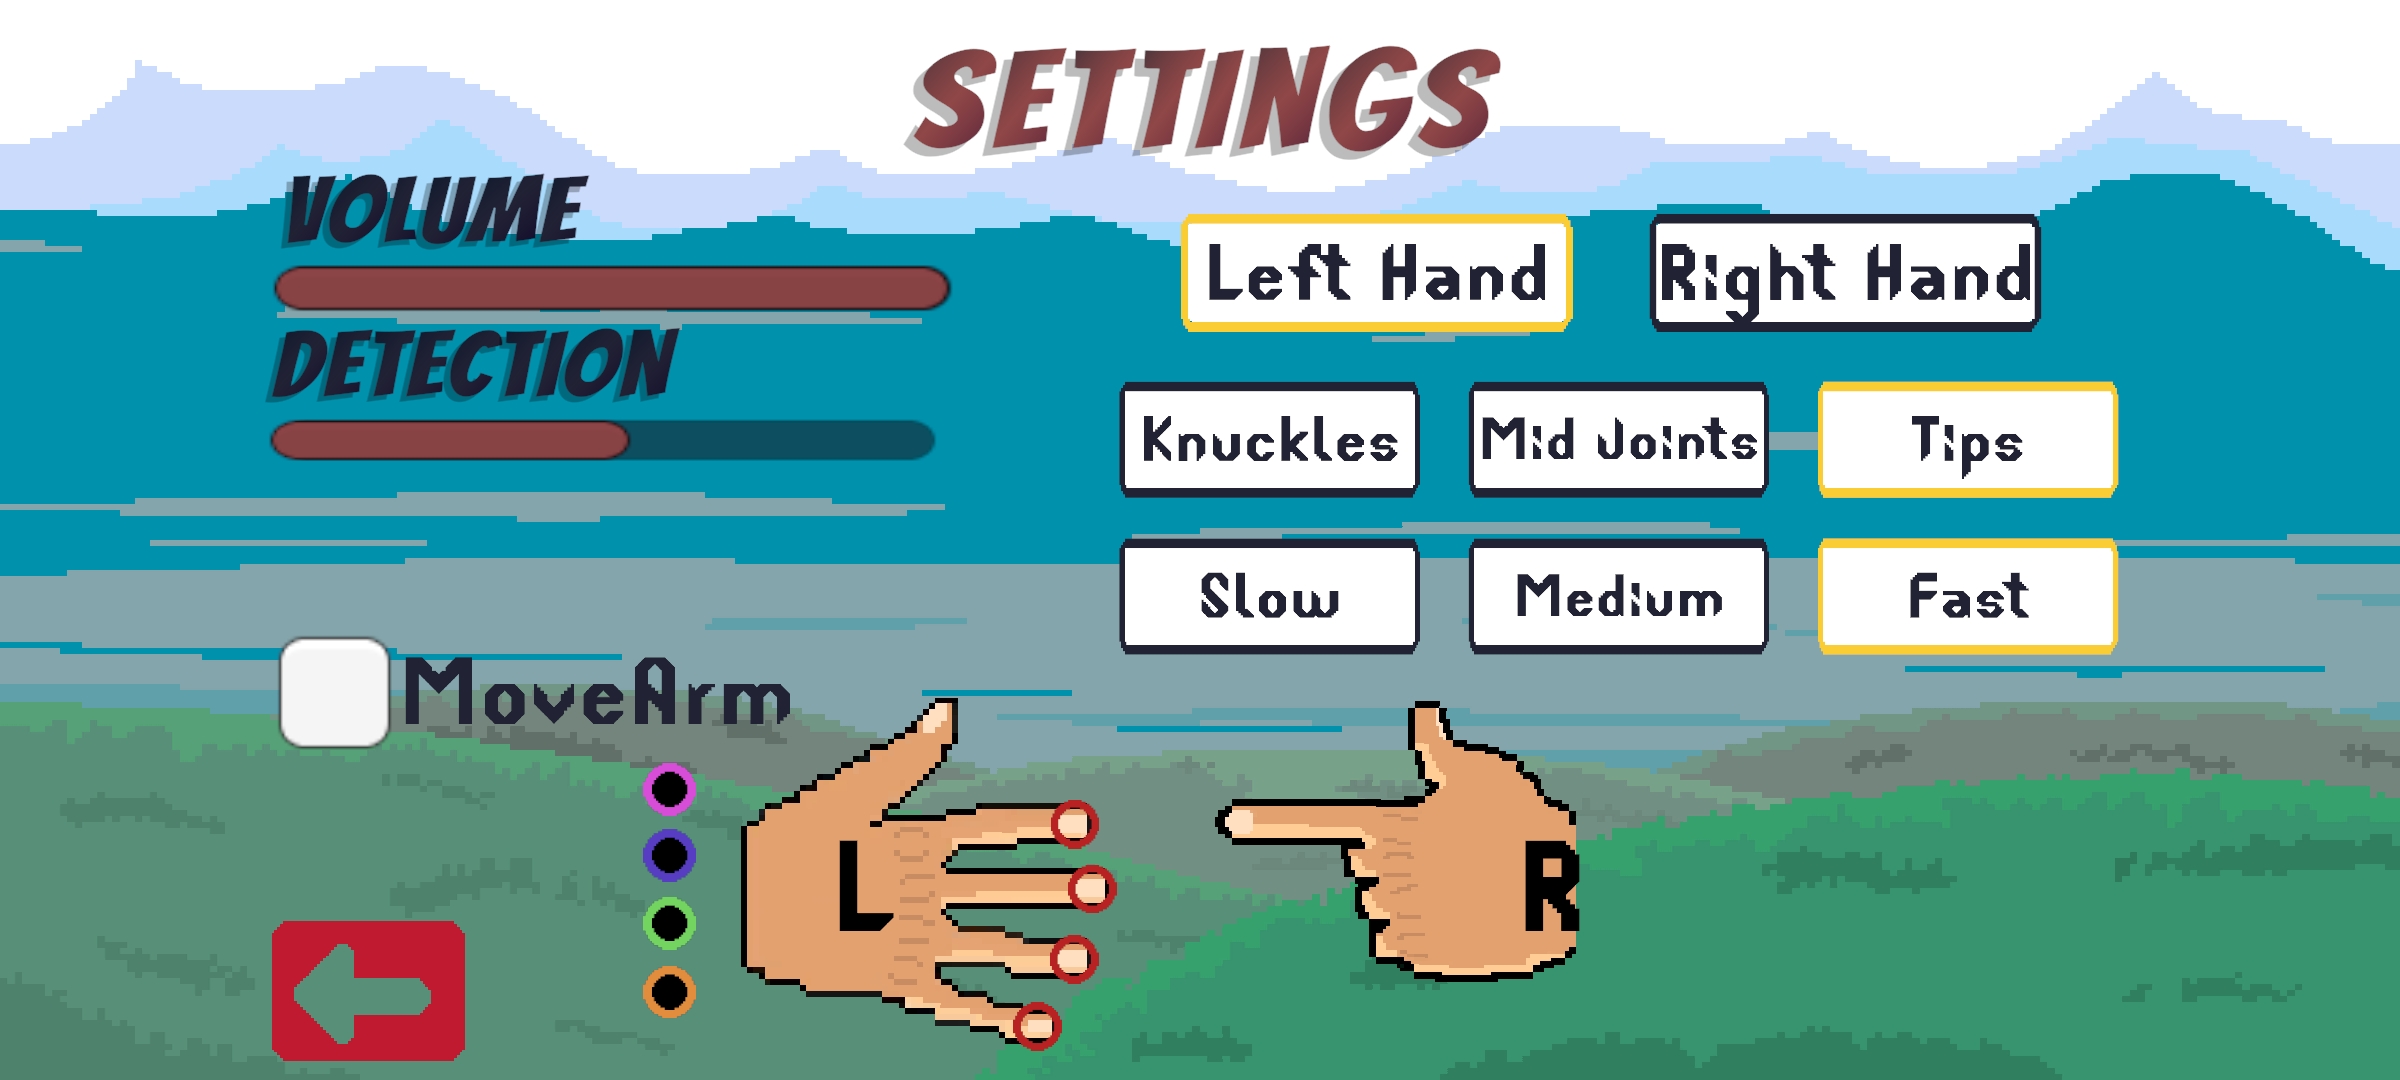 SETTINGS
VOLUME
DETECTION
Left Hand
Right Hand
Knuckles
Mid Joints
Tips
Slow
Medium
Fast
MoveArm
L
R